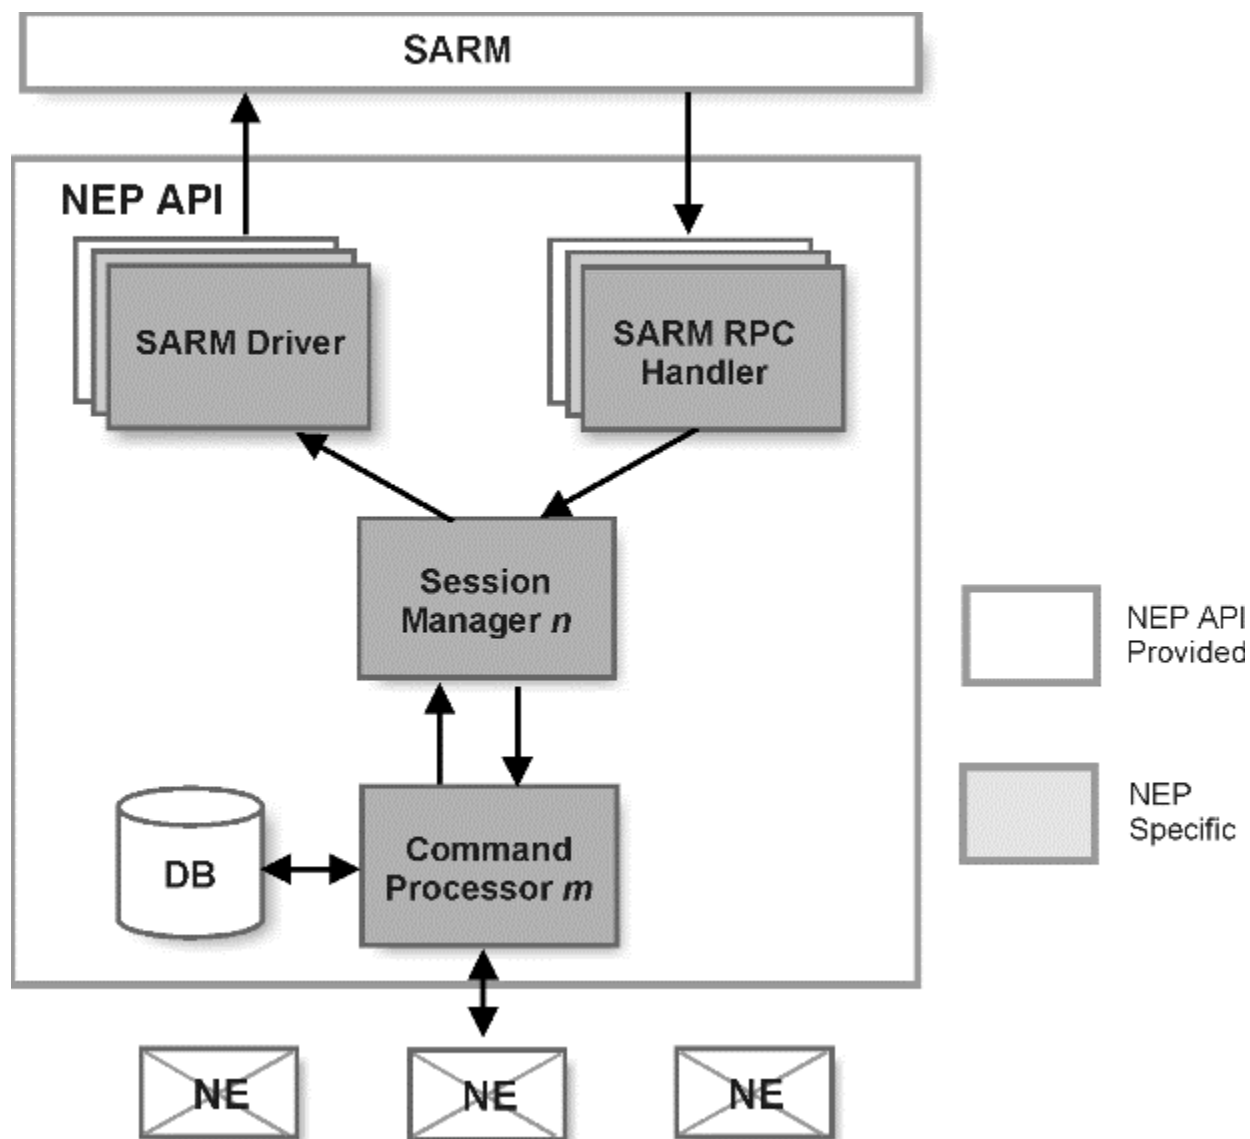 SARM
NEP API
SARM Driver
SARM RPC
Handler
Session
Manager n
NEP API
Provided
NEP
Specific
Command
Processor m
DB
NE
NE
NE